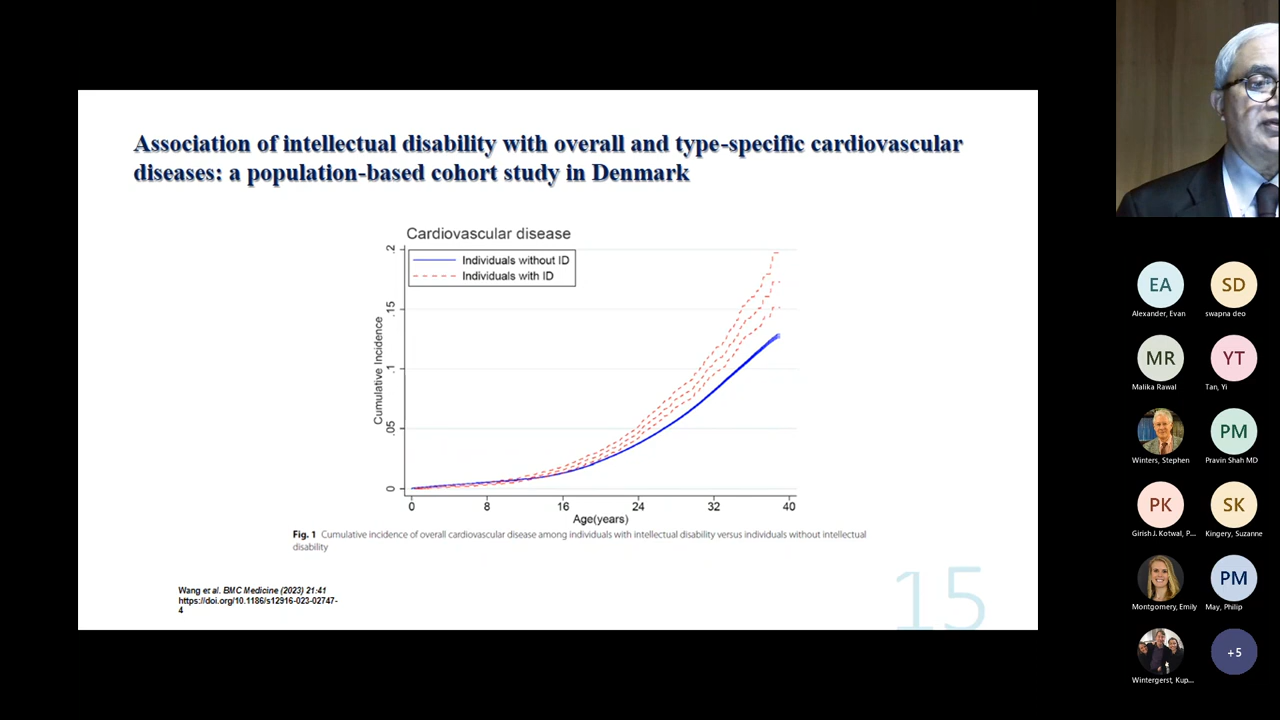 Association of intellectual disability with overall and type-specific cardiovascular
diseases: a population-based cohort study in Denmark
Cardiovascular disease
Individuals without ID
Individuals with ID
Cumulative Incidence
.2
.15
.1
.05
0
0 8 16 24 32 40
Age(years)
Fig. 1 Cumulative incidence of overall cardiovascular disease among individuals with intellectual disability versus individuals without intellectual
disability
Wang et al. BMC Medicine (2023) 21:41
https://doi.org/10.1186/s12916-023-02747-
4
15
EA SD
Alexander, Evan swapna deo
MR YT
Malika Rawal Tan, Yi
PM
Winters, Stephen Pravin Shah MD
PK SK
Girish J. Kotwal, P... Kingery, Suzanne
PM
Montgomery, Emily May, Philip
+5
Wintergerst, Kup...